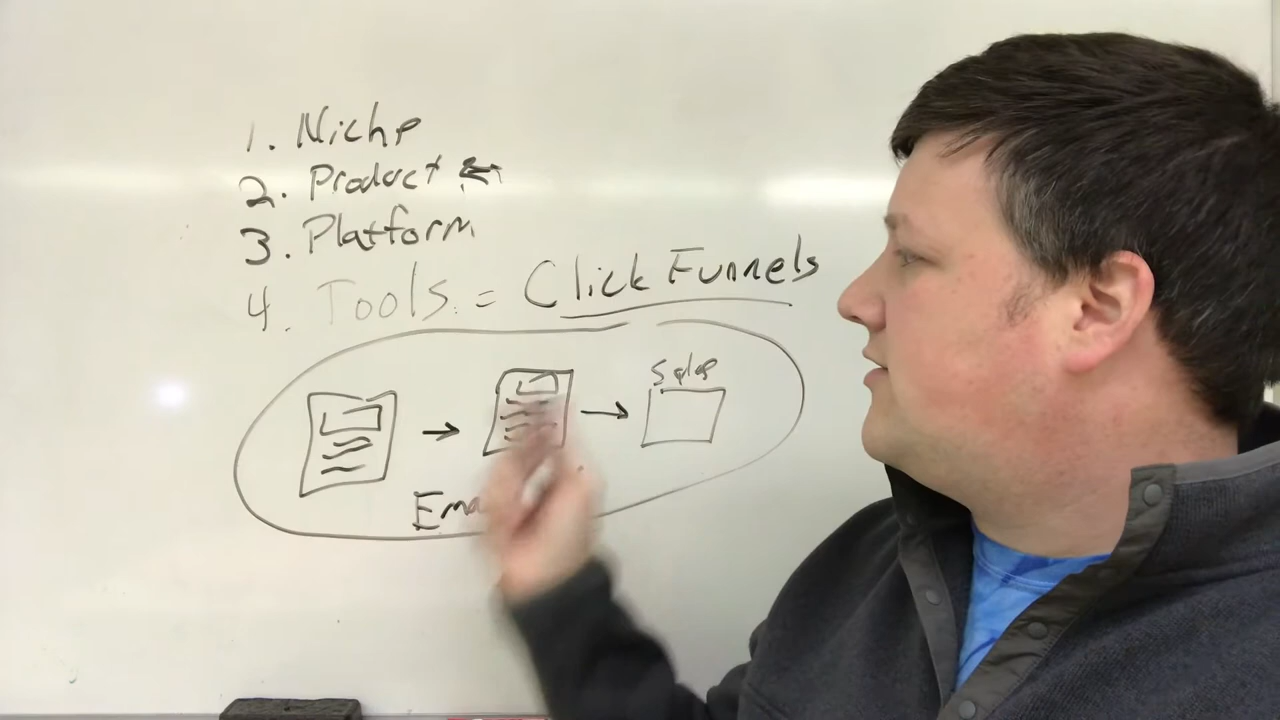 1. Niche
2. Product ←
3. Platform
4. Tools = Click Funnels
Sales
→ →